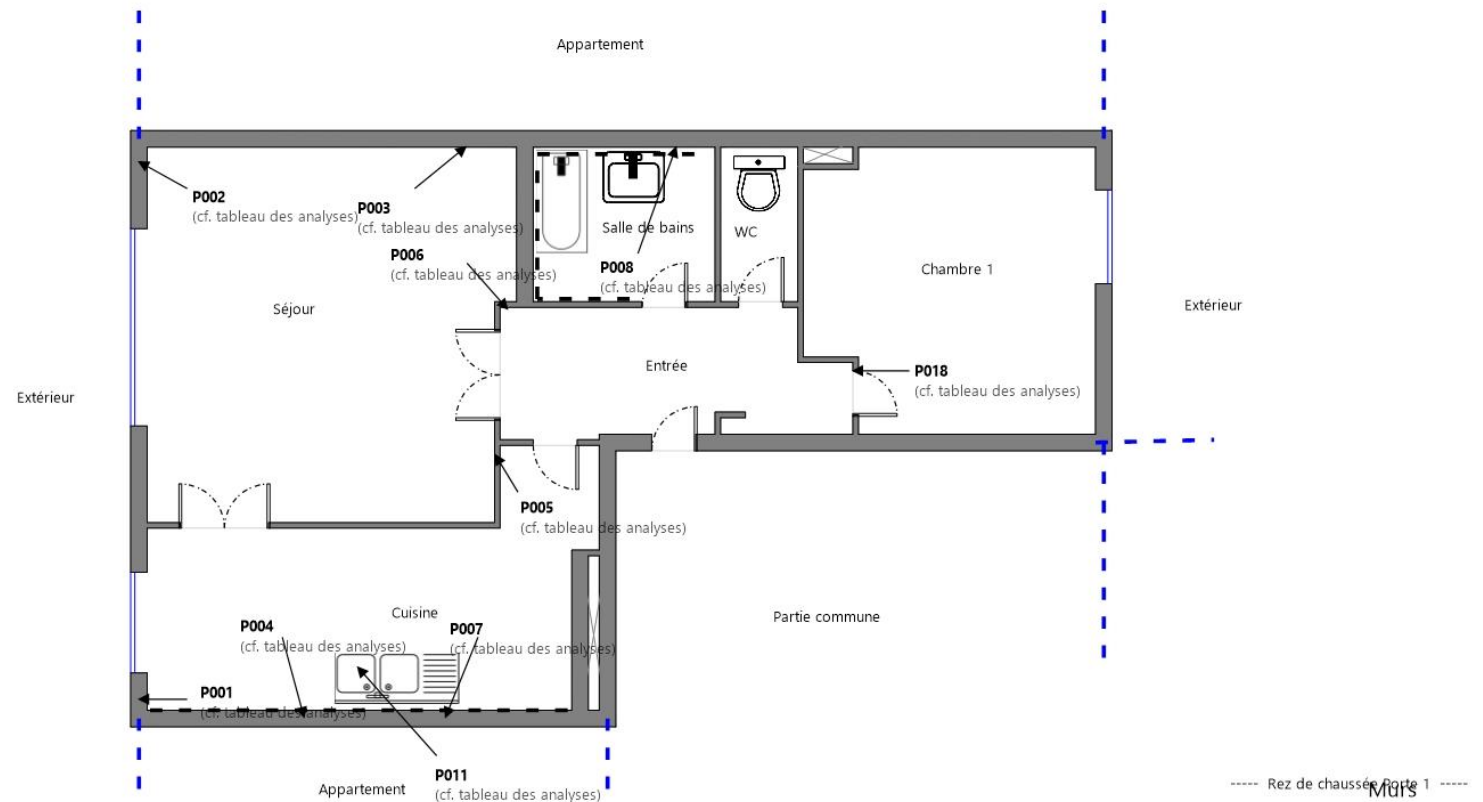 Appartement
P002
(cf. tableau des analyses)
P003
(cf. tableau des analyses)
P006
(cf. tableau des analyses)
Salle de bains
WC
P008
(cf. tableau des analyses)
Chambre 1
Séjour
Extérieur
Entrée
P018
(cf. tableau des analyses)
Extérieur
P005
(cf. tableau des analyses)
Cuisine
Partie commune
P004
(cf. tableau des analyses)
P007
(cf. tableau des analyses)
P001
(cf. tableau des analyses)
P011
(cf. tableau des analyses)
Appartement
----- Rez de chaussée Porte 1 -----
Murs